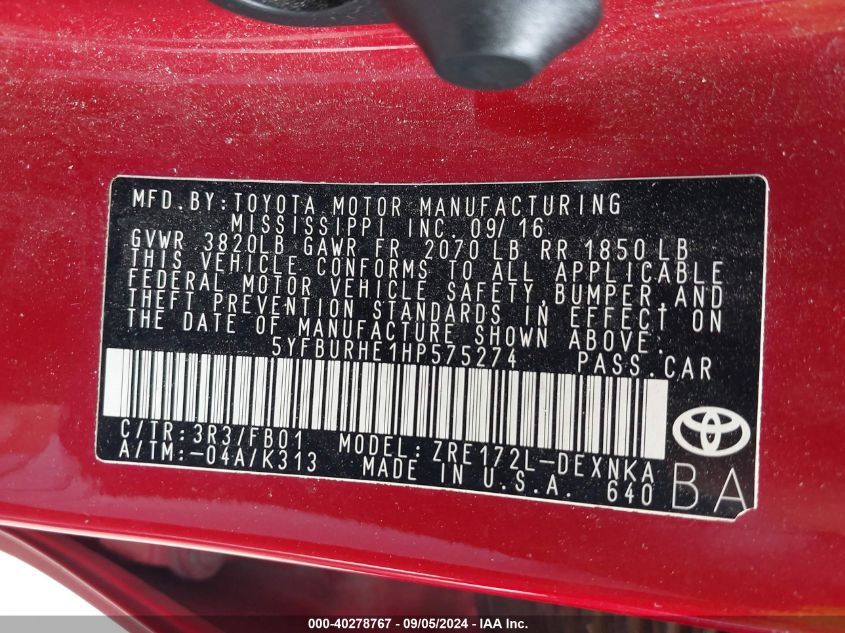 MFD. BY: TOYOTA MOTOR MANUFACTURING
MISSISSIPPI INC. 09/16
GVWR 3820LB GAWR FR 2070LB RR 1850LB
THIS VEHICLE CONFORMS TO ALL APPLICABLE
FEDERAL MOTOR VEHICLE SAFETY, BUMPER, AND
THEFT PREVENTION STANDARDS IN EFFECT ON
THE DATE OF MANUFACTURE SHOWN ABOVE.
5YFBURHE1HP575274 PASS. CAR
C/TR: 3R3/FB01 MODEL: ZRE172L-DEXNKA
A/TM: -04A/K313 MADE IN U.S.A. 640
BA
000-40278767 - 09/05/2024 - IAA Inc.